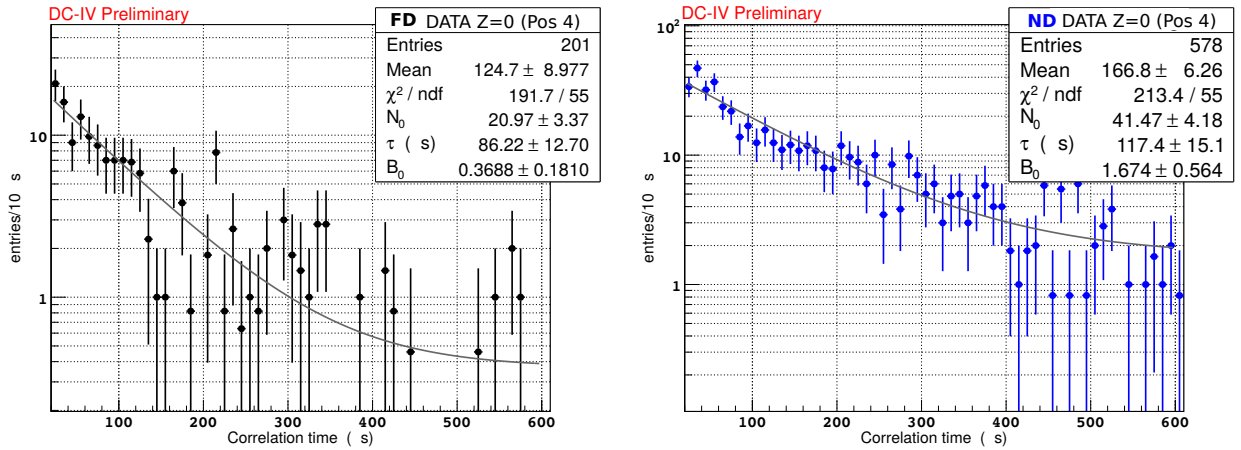 DC-IV Preliminary
FD DATA Z=0 (Pos 4)
Entries 201
Mean 124.7 ± 8.977
χ² / ndf 191.7 / 55
N₀ 20.97 ± 3.37
τ ( s) 86.22 ± 12.70
B₀ 0.3688 ± 0.1810
entries/10 s
10
1
100 200 300 400 500 600
Correlation time ( s)
DC-IV Preliminary
ND DATA Z=0 (Pos 4)
Entries 578
Mean 166.8 ± 6.26
χ² / ndf 213.4 / 55
N₀ 41.47 ± 4.18
τ ( s) 117.4 ± 15.1
B₀ 1.674 ± 0.564
entries/10 s
10²
10
1
100 200 300 400 500 600
Correlation time ( s)